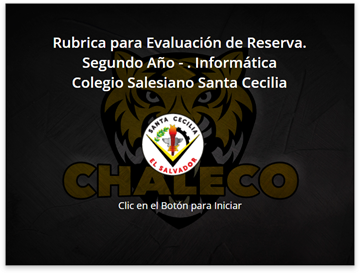 Rubrica para Evaluación de Reserva.
Segundo Año - . Informática
Colegio Salesiano Santa Cecilia
SANTA CECILIA
EL SALVADOR
CHALECO
Clic en el Botón para Iniciar